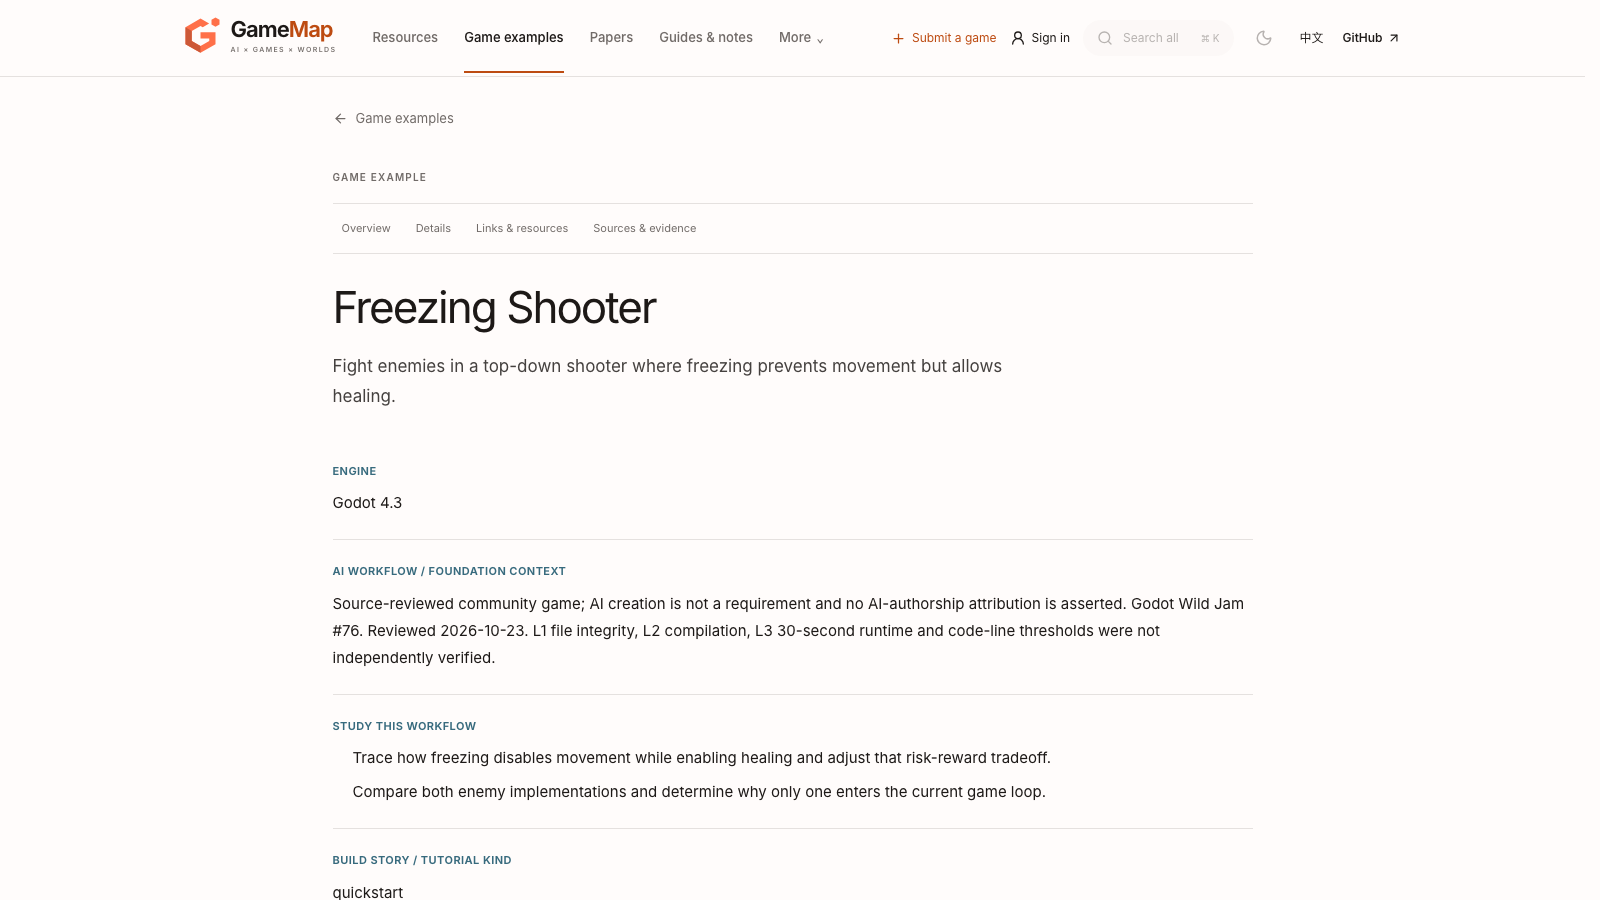 GameMap
AI × GAMES × WORLDS
Resources
Game examples
Papers
Guides & notes
More
Submit a game
Sign in
Search all
⌘ K
中文
GitHub
Game examples
GAME EXAMPLE
Overview
Details
Links & resources
Sources & evidence
Freezing Shooter
Fight enemies in a top-down shooter where freezing prevents movement but allows
healing.
ENGINE
Godot 4.3
AI WORKFLOW / FOUNDATION CONTEXT
Source-reviewed community game; AI creation is not a requirement and no AI-authorship attribution is asserted. Godot Wild Jam
#76. Reviewed 2026-10-23. L1 file integrity, L2 compilation, L3 30-second runtime and code-line thresholds were not
independently verified.
STUDY THIS WORKFLOW
Trace how freezing disables movement while enabling healing and adjust that risk-reward tradeoff.
Compare both enemy implementations and determine why only one enters the current game loop.
BUILD STORY / TUTORIAL KIND
quickstart